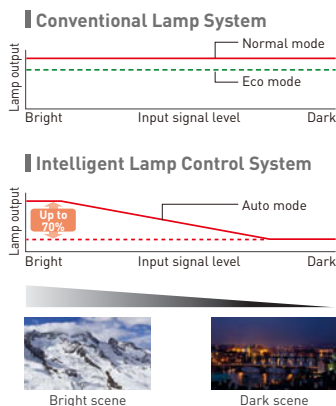 Conventional Lamp System
Lamp output
Normal mode
Eco mode
Bright Input signal level Dark
Intelligent Lamp Control System
Lamp output
Up to
70%
Auto mode
Bright Input signal level Dark
Bright scene Dark scene